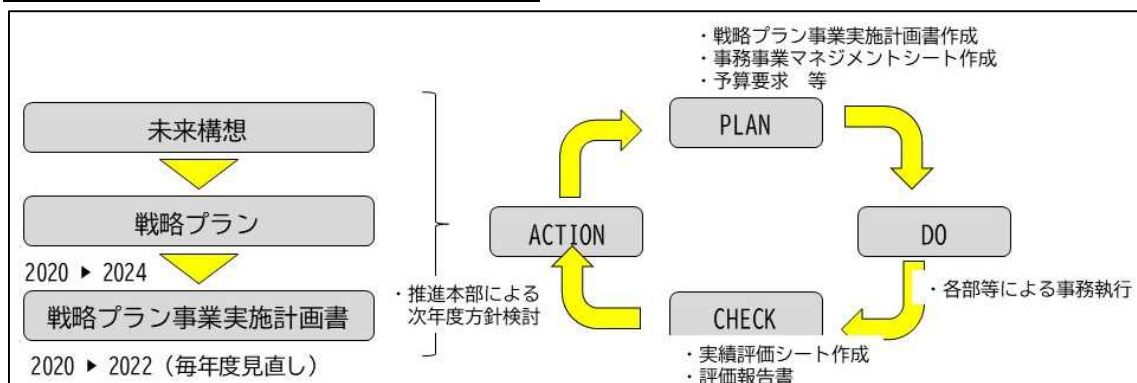 未来構想
戦略プラン
2020 ▶ 2024
戦略プラン事業実施計画書
2020 ▶ 2022（毎年度見直し）
・戦略プラン事業実施計画書作成
・事務事業マネジメントシート作成
・予算要求　等
PLAN
ACTION
DO
・推進本部による
次年度方針検討
・各部等による事務執行
CHECK
・実績評価シート作成
・評価報告書